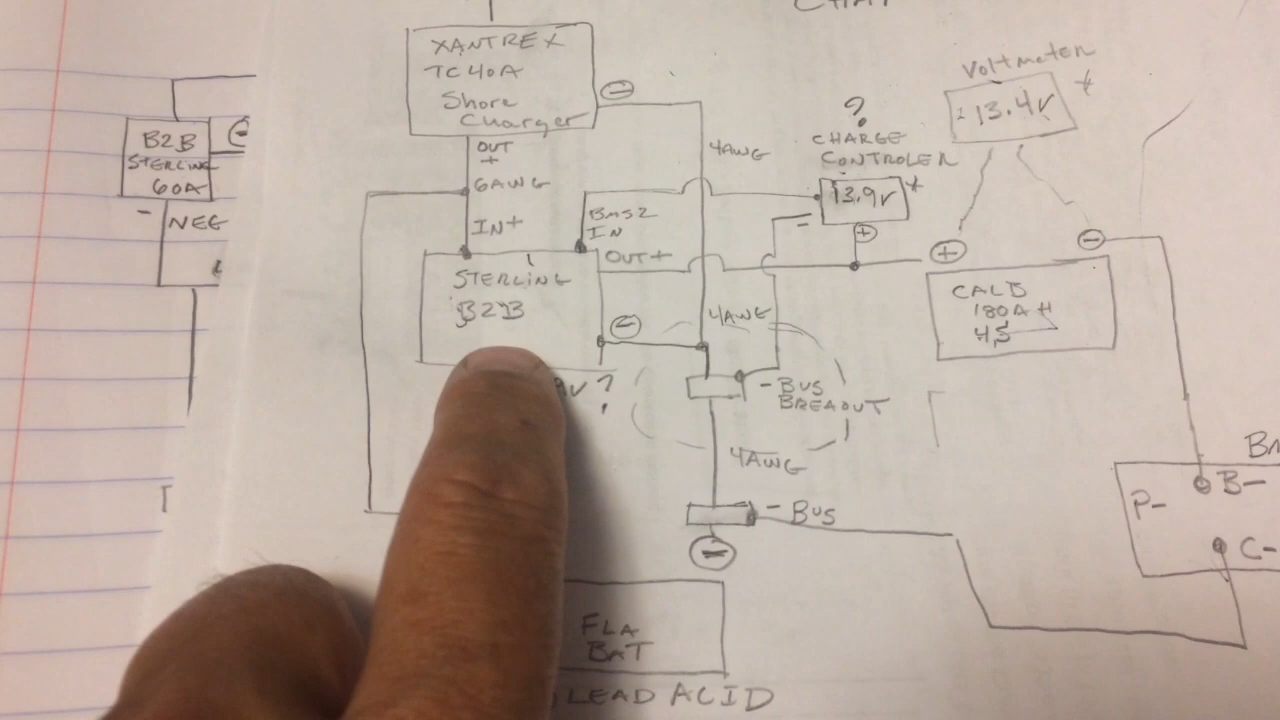 XANTREX
TC40A
Shore
Charger
OUT
+
6AWG
IN+
BMS2
IN
OUT+
STERLING
B2B
B2B
STERLING
60A
-
NEG
4AWG
?
CHARGE
CONTROLER
13.9V
+
-
+
Voltmeter
13.4V
+
+
-
CALB
180AH
4S
-
-
4AWG
- BUS
BREAOUT
4AWG
- BUS
-
P-
B-
C-
FLA
BAT
LEAD ACID